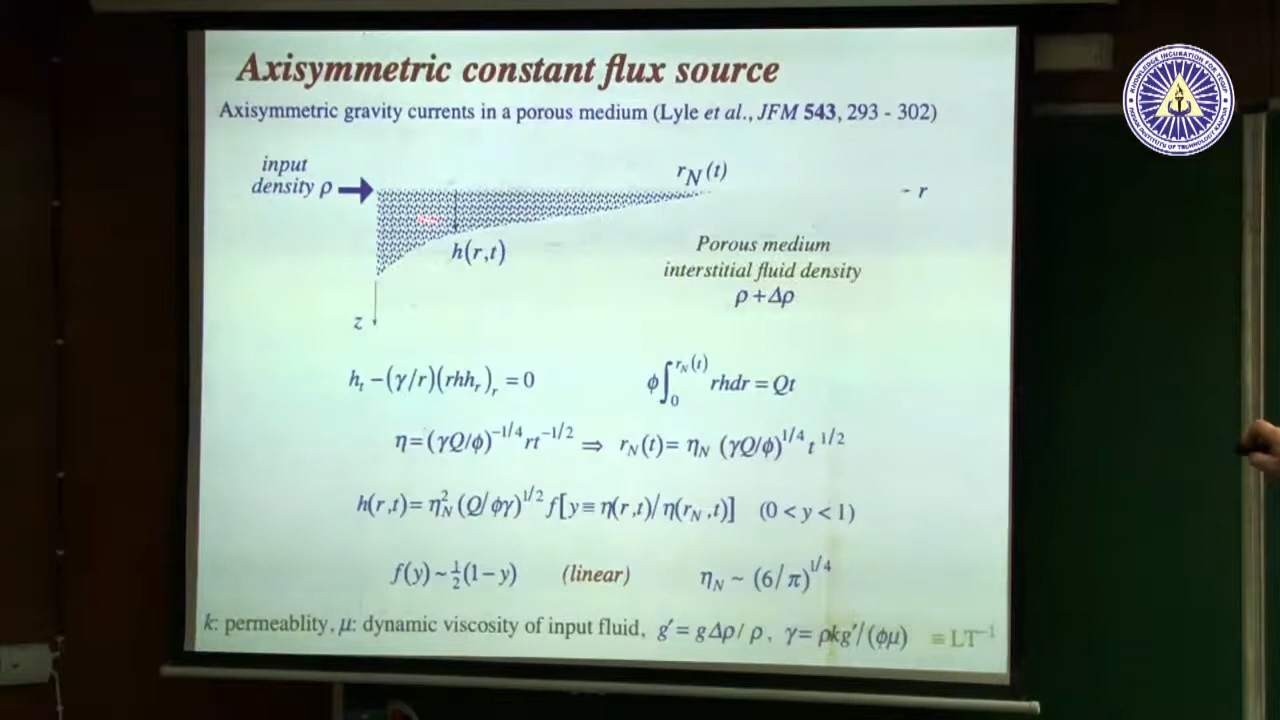 Axisymmetric constant flux source
Axisymmetric gravity currents in a porous medium (Lyle et al., JFM 543, 293 - 302)
input
density ρ
r_N(t)
- r
h(r,t)
Porous medium
interstitial fluid density
ρ+Δρ
z
h_t −(γ/r)(rhh_r)_r = 0
ϕ∫_0^{r_N(t)} rhdr = Qt
η=(γQ/ϕ)^{−1/4} rt^{−1/2} ⇒ r_N(t)= η_N (γQ/ϕ)^{1/4} t^{1/2}
h(r,t)= η_N^2 (Q/ϕγ)^{1/2} f[y≡ η(r,t)/η(r_N,t)] (0<y<1)
f(y)~½(1−y) (linear) η_N ~ (6/π)^{1/4}
k: permeablity, μ: dynamic viscosity of input fluid, g′= gΔρ/ρ, γ=ρkg′/(ϕμ) ≡LT^{−1}